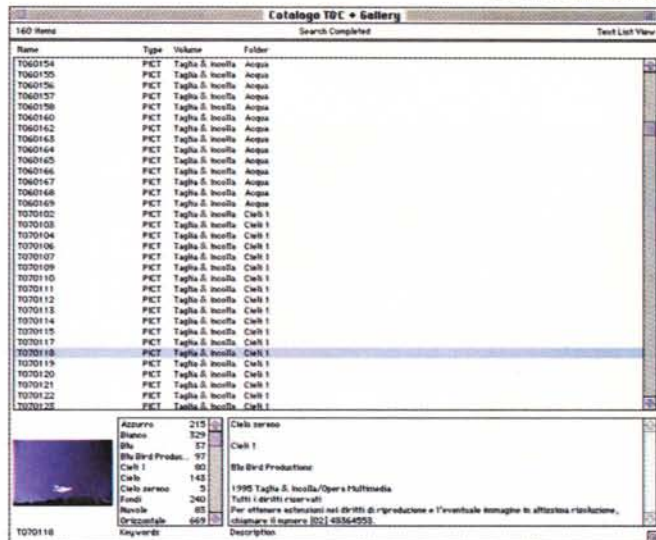 Catalogo T&C + Gallery
160 Items Search Completed Text List View
Name Type Volume Folder
T060154 PICT Taglia & Incolla Acqua
T060155 PICT Taglia & Incolla Acqua
T060156 PICT Taglia & Incolla Acqua
T060157 PICT Taglia & Incolla Acqua
T060158 PICT Taglia & Incolla Acqua
T060160 PICT Taglia & Incolla Acqua
T060162 PICT Taglia & Incolla Acqua
T060163 PICT Taglia & Incolla Acqua
T060164 PICT Taglia & Incolla Acqua
T060165 PICT Taglia & Incolla Acqua
T060166 PICT Taglia & Incolla Acqua
T060167 PICT Taglia & Incolla Acqua
T060168 PICT Taglia & Incolla Acqua
T060169 PICT Taglia & Incolla Acqua
T070102 PICT Taglia & Incolla Cieli 1
T070103 PICT Taglia & Incolla Cieli 1
T070104 PICT Taglia & Incolla Cieli 1
T070106 PICT Taglia & Incolla Cieli 1
T070107 PICT Taglia & Incolla Cieli 1
T070109 PICT Taglia & Incolla Cieli 1
T070110 PICT Taglia & Incolla Cieli 1
T070111 PICT Taglia & Incolla Cieli 1
T070112 PICT Taglia & Incolla Cieli 1
T070113 PICT Taglia & Incolla Cieli 1
T070114 PICT Taglia & Incolla Cieli 1
T070115 PICT Taglia & Incolla Cieli 1
T070117 PICT Taglia & Incolla Cieli 1
T070118 PICT Taglia & Incolla Cieli 1
T070119 PICT Taglia & Incolla Cieli 1
T070120 PICT Taglia & Incolla Cieli 1
T070121 PICT Taglia & Incolla Cieli 1
T070122 PICT Taglia & Incolla Cieli 1
T070123 PICT Taglia & Incolla Cieli 1
Azzurro 215
Bianco 329
Blu 37
Blu Bird Produc... 97
Cieli 1 80
Cielo 143
Cielo sereno 5
Fondi 240
Nuvole 83
Orizzontale 669
Cielo sereno
Cieli 1
Blu Bird Productions
1995 Taglia & Incolla/Opera Multimedia
Tutti i diritti riservati
Per ottenere estensioni nei diritti di riproduzione e l'eventuale immagine in altissima risoluzione,
chiamare il numero [02] 48364553.
T070118 Keywords Description